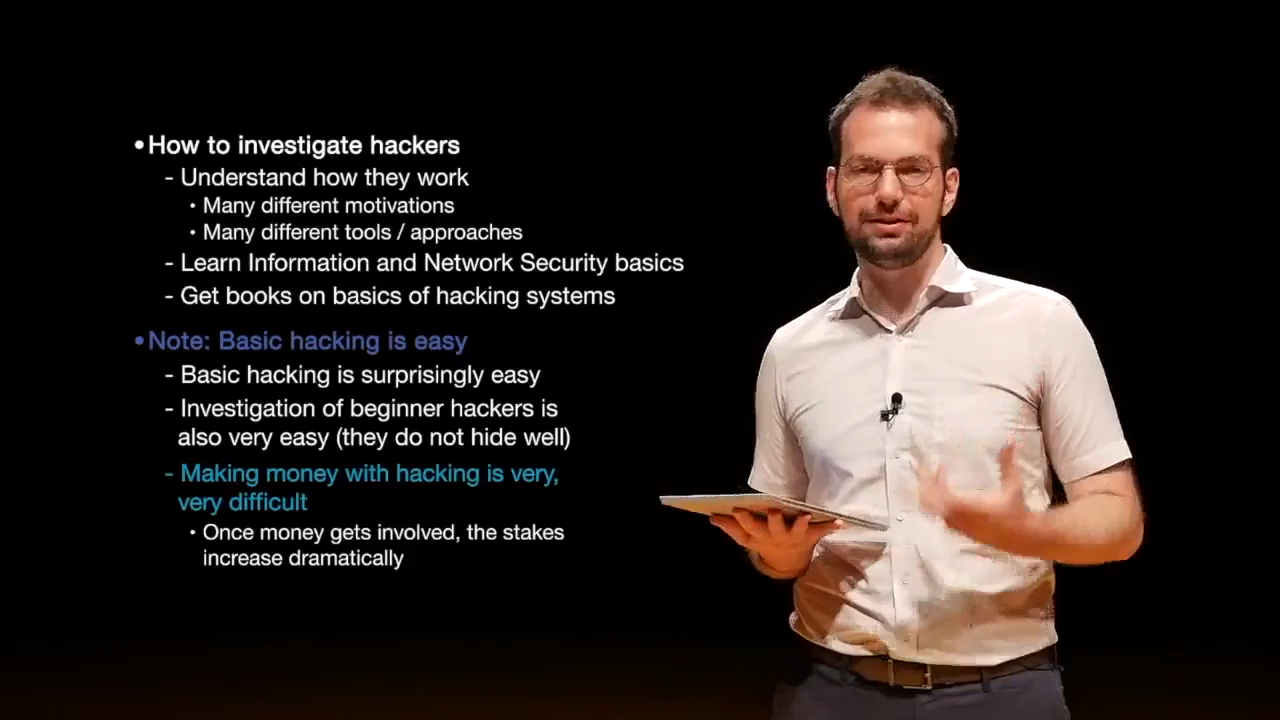 •How to investigate hackers
- Understand how they work
• Many different motivations
• Many different tools / approaches
- Learn Information and Network Security basics
- Get books on basics of hacking systems
•Note: Basic hacking is easy
- Basic hacking is surprisingly easy
- Investigation of beginner hackers is
also very easy (they do not hide well)
- Making money with hacking is very,
very difficult
• Once money gets involved, the stakes
increase dramatically